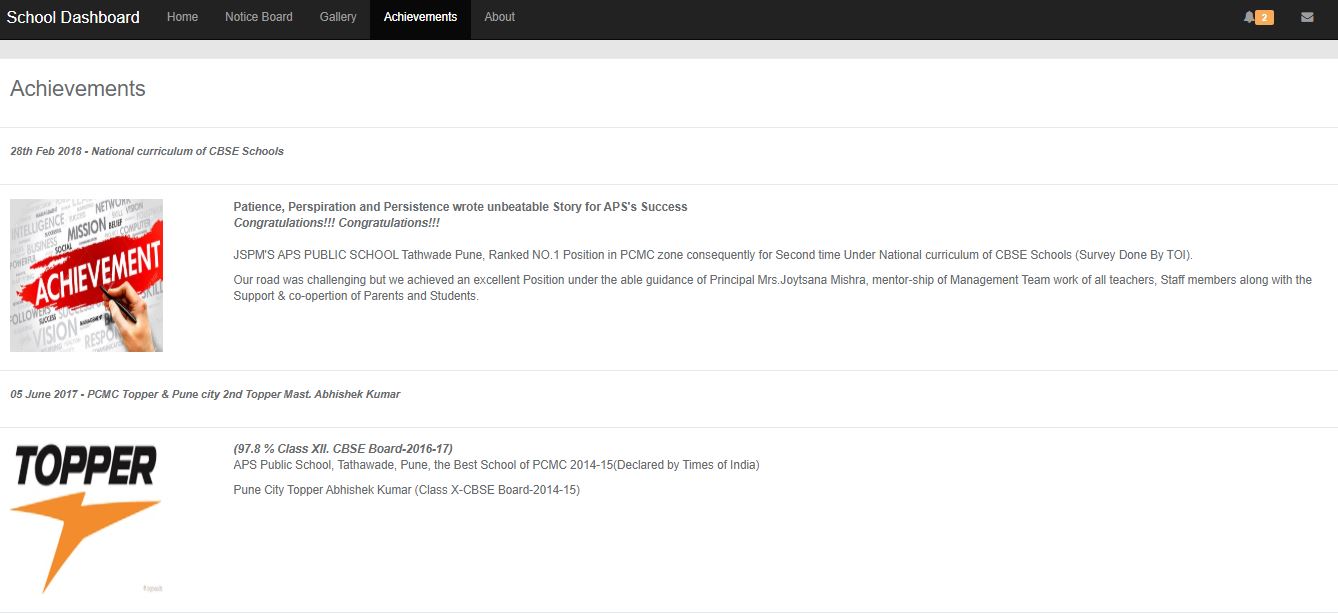 School Dashboard Home Notice Board Gallery Achievements About 2
Achievements
28th Feb 2018 - National curriculum of CBSE Schools
NETWORK
INTELLIGENCE
MISSION BELIEF
BUSINESS
SOCIAL
COMPUTER
POWERFUL
ACHIEVEMENT
SKILL
SUCCESS
MANAGEMENT
VISION
Patience, Perspiration and Persistence wrote unbeatable Story for APS's Success
Congratulations!!! Congratulations!!!
JSPM'S APS PUBLIC SCHOOL Tathwade Pune, Ranked NO.1 Position in PCMC zone consequently for Second time Under National curriculum of CBSE Schools (Survey Done By TOI).
Our road was challenging but we achieved an excellent Position under the able guidance of Principal Mrs.Joytsana Mishra, mentor-ship of Management Team work of all teachers, Staff members along with the
Support & co-opertion of Parents and Students.
05 June 2017 - PCMC Topper & Pune city 2nd Topper Mast. Abhishek Kumar
TOPPER
(97.8 % Class XII. CBSE Board-2016-17)
APS Public School, Tathawade, Pune, the Best School of PCMC 2014-15(Declared by Times of India)
Pune City Topper Abhishek Kumar (Class X-CBSE Board-2014-15)